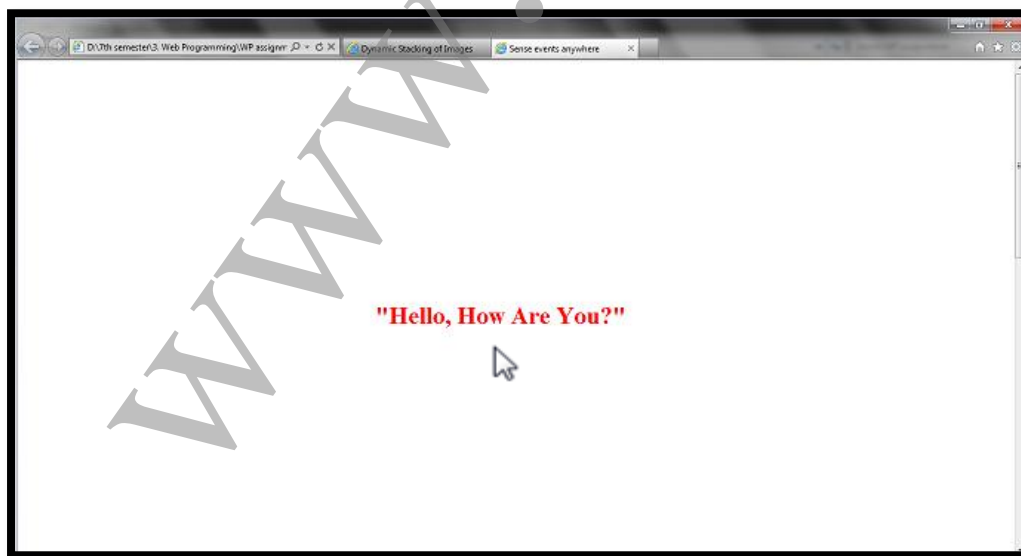 D:\7th semester\3. Web Programming\WP assignm
Dynamic Stacking of Images
Sense events anywhere
"Hello, How Are You?"
www.